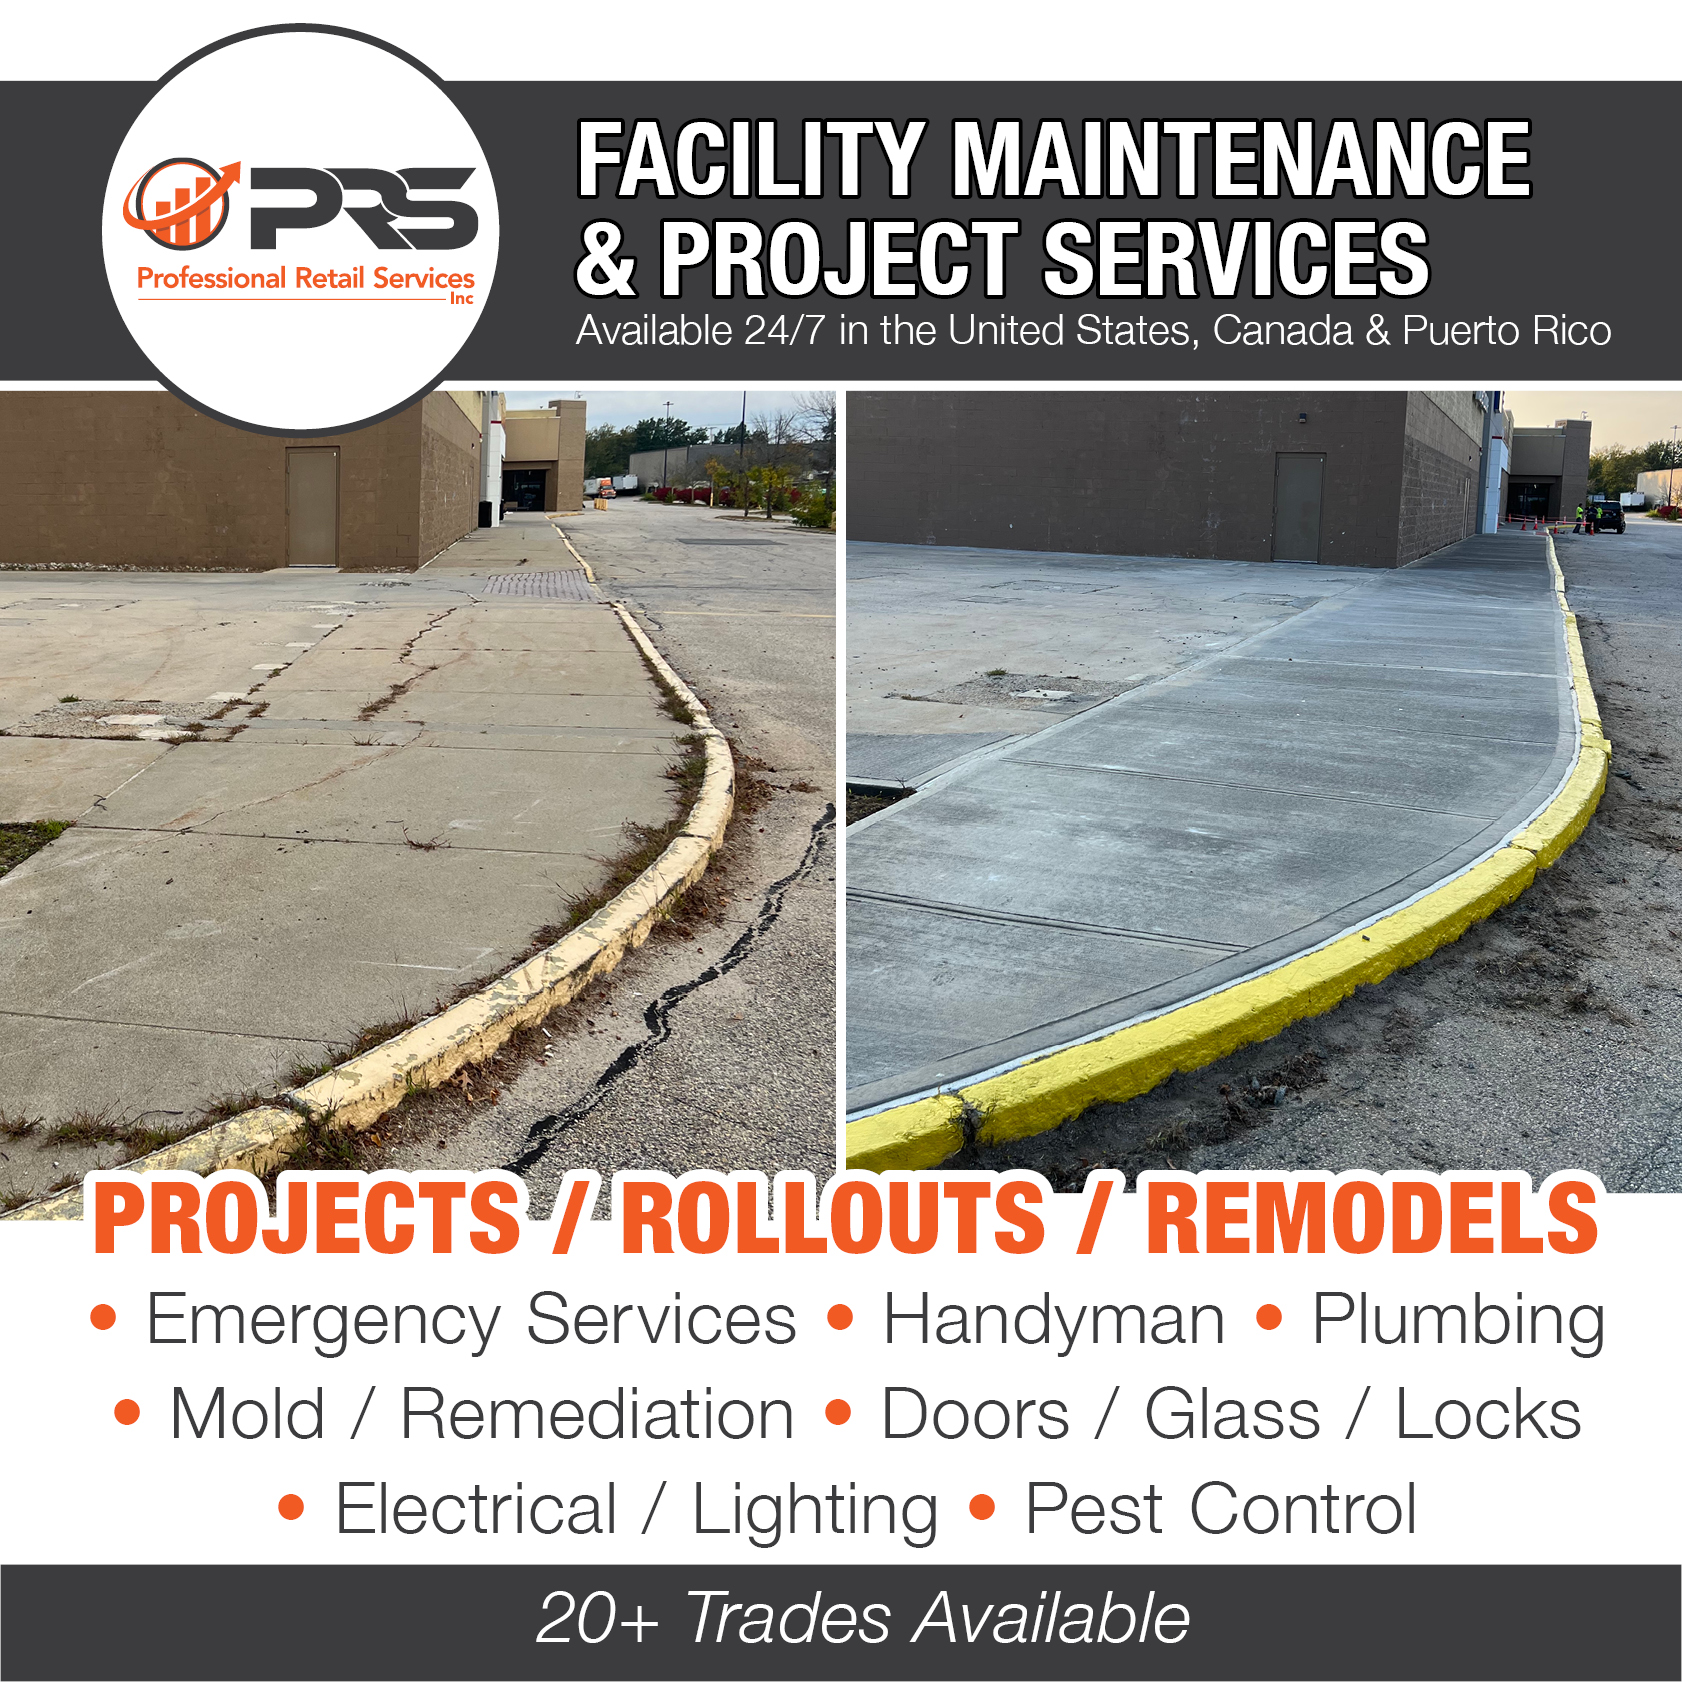 PRS
Professional Retail Services
Inc
FACILITY MAINTENANCE
& PROJECT SERVICES
Available 24/7 in the United States, Canada & Puerto Rico
PROJECTS / ROLLOUTS / REMODELS
• Emergency Services • Handyman • Plumbing
• Mold / Remediation • Doors / Glass / Locks
• Electrical / Lighting • Pest Control
20+ Trades Available